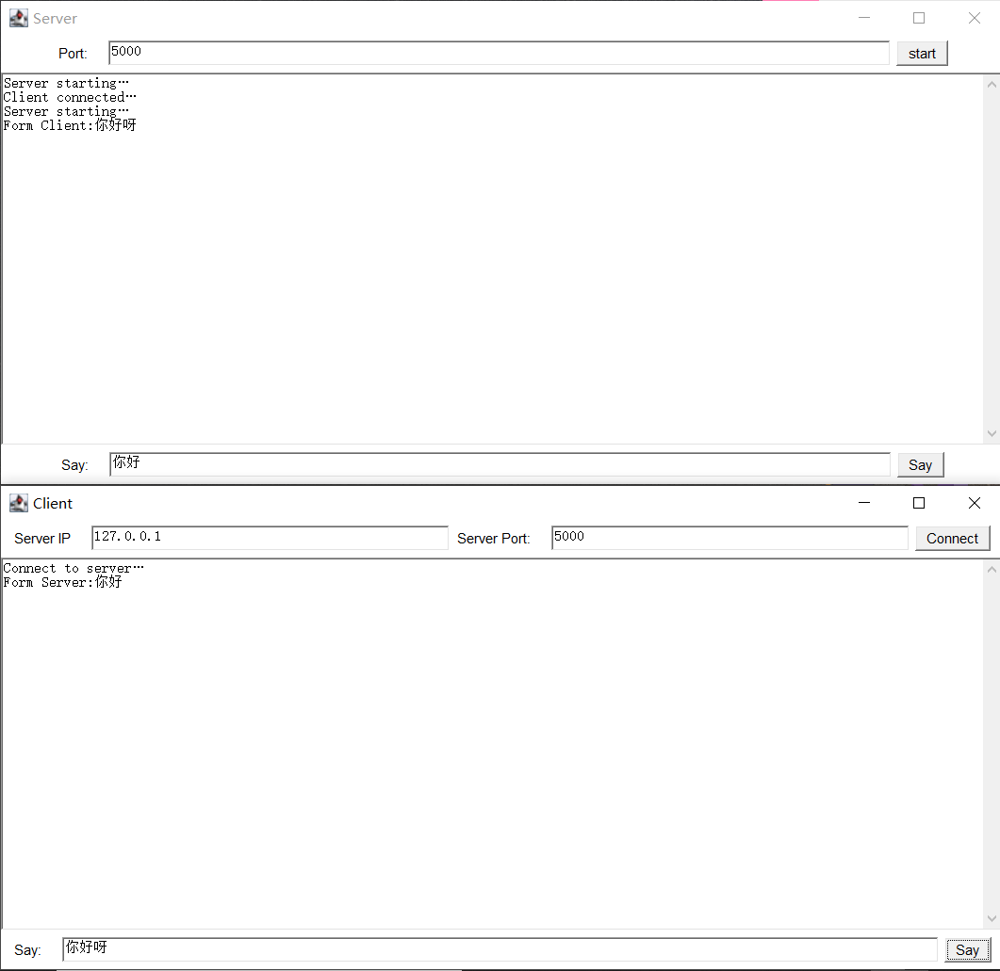 Server
Port: 5000 start
Server starting…
Client connected…
Server starting…
Form Client:你好呀
Say: 你好 Say
Client
Server IP 127.0.0.1 Server Port: 5000 Connect
Connect to server…
Form Server:你好
Say: 你好呀 Say